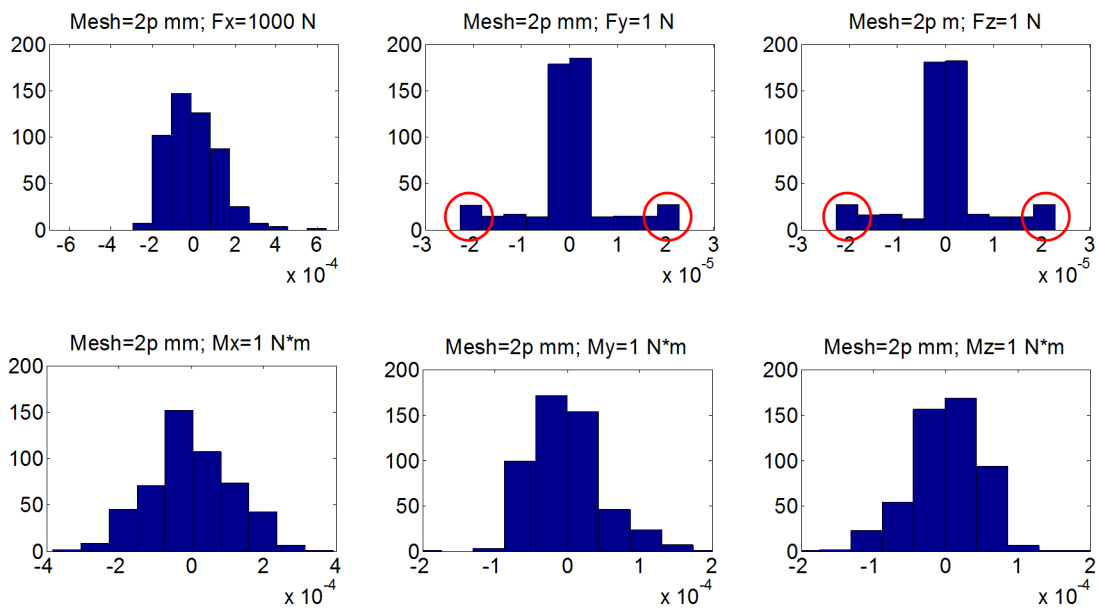 Mesh=2p mm; Fx=1000 N
Mesh=2p mm; Fy=1 N
Mesh=2p m; Fz=1 N
200
150
100
50
0
-6 -4 -2 0 2 4 6
x 10^-4
200
150
100
50
0
-3 -2 -1 0 1 2 3
x 10^-5
200
150
100
50
0
-3 -2 -1 0 1 2 3
x 10^-5
Mesh=2p mm; Mx=1 N*m
Mesh=2p mm; My=1 N*m
Mesh=2p mm; Mz=1 N*m
200
150
100
50
0
-4 -2 0 2 4
x 10^-4
200
150
100
50
0
-2 -1 0 1 2
x 10^-4
200
150
100
50
0
-2 -1 0 1 2
x 10^-4